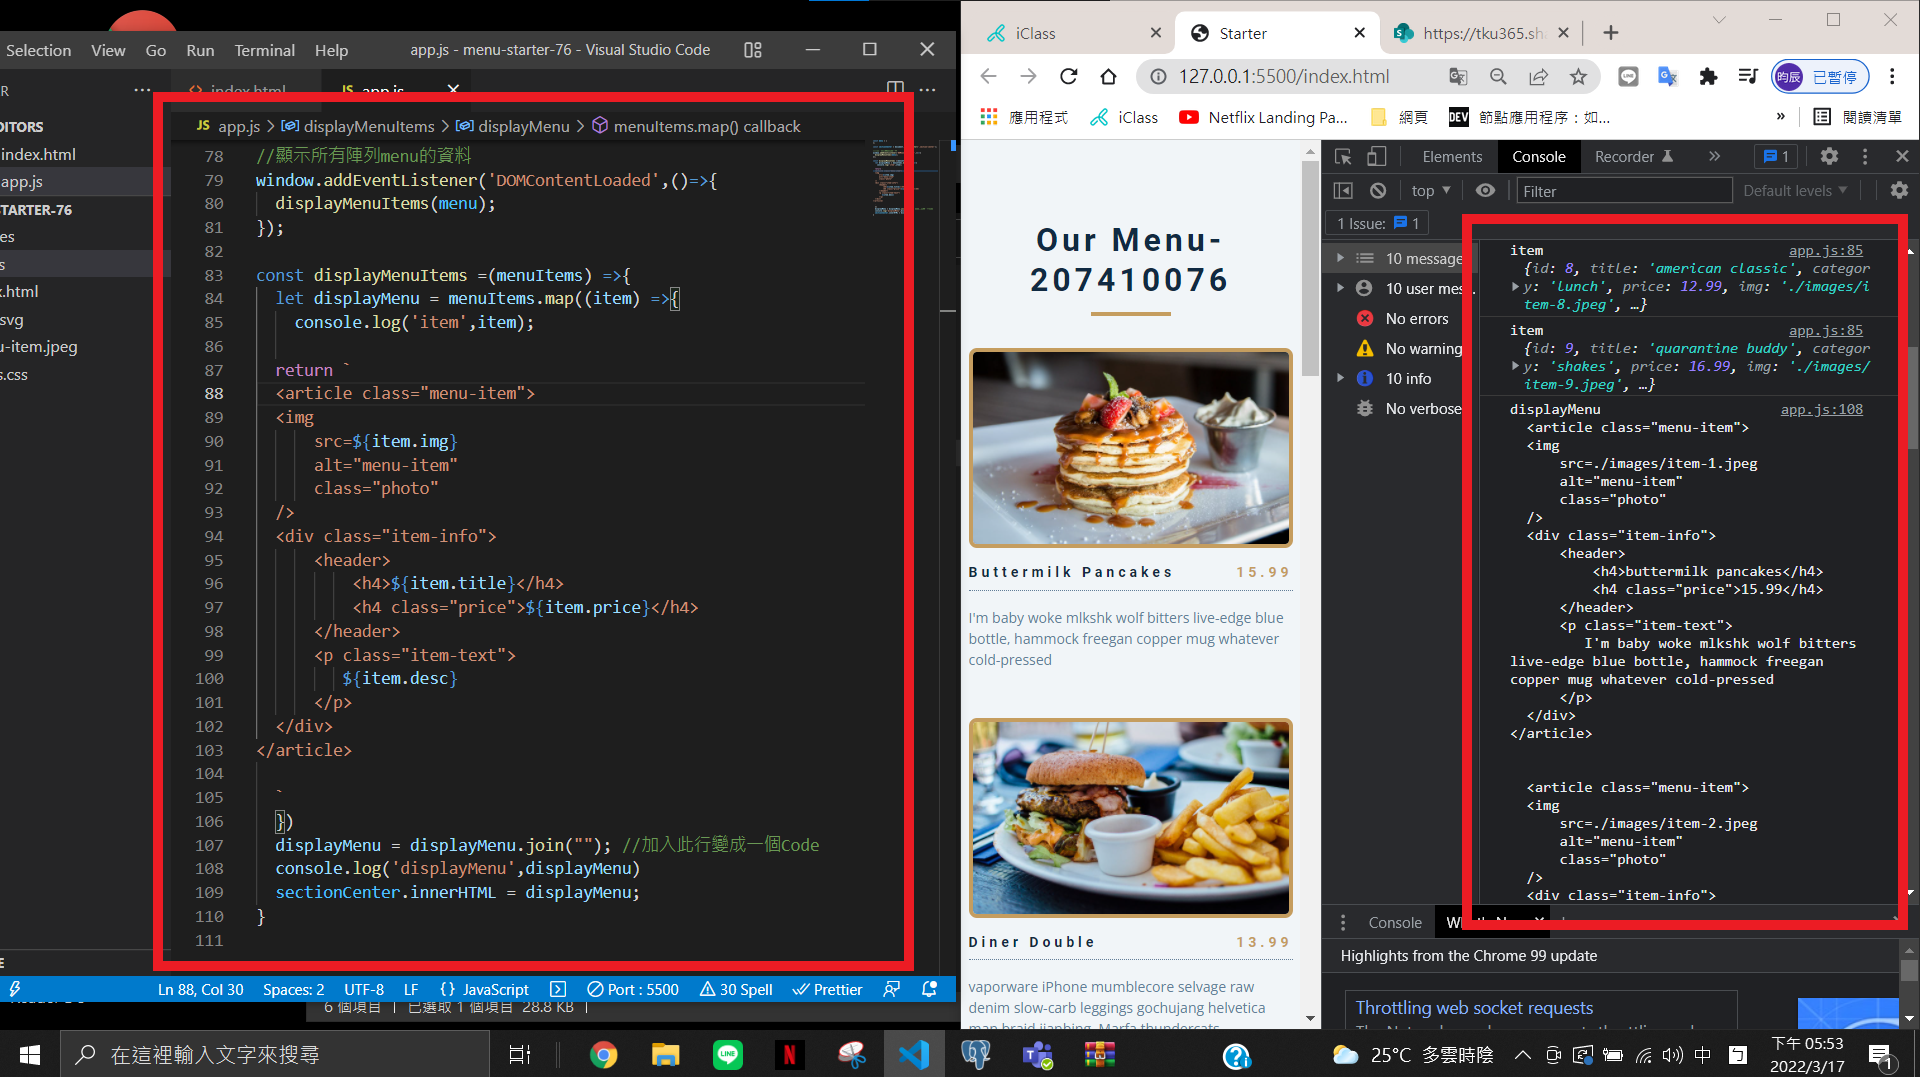 Selection View Go Run Terminal Help app.js - menu-starter-76 - Visual Studio Code
index.html
JS app.js
R
DITORS
index.html
app.js
STARTER-76
es
s
x.html
svg
u-item.jpeg
s.css
E
JS app.js > displayMenuItems > displayMenu > menuItems.map() callback
78 //顯示所有陣列menu的資料
79 window.addEventListener('DOMContentLoaded',()=>{
80 displayMenuItems(menu);
81 });
82
83 const displayMenuItems =(menuItems) =>{
84 let displayMenu = menuItems.map((item) =>{
85 console.log('item',item);
86
87 return `
88 <article class="menu-item">
89 <img
90 src=${item.img}
91 alt="menu-item"
92 class="photo"
93 />
94 <div class="item-info">
95 <header>
96 <h4>${item.title}</h4>
97 <h4 class="price">${item.price}</h4>
98 </header>
99 <p class="item-text">
100 ${item.desc}
101 </p>
102 </div>
103 </article>
104
105 `
106 })
107 displayMenu = displayMenu.join(""); //加入此行變成一個Code
108 console.log('displayMenu',displayMenu)
109 sectionCenter.innerHTML = displayMenu;
110 }
111
Ln 88, Col 30 Spaces: 2 UTF-8 LF {} JavaScript Port : 5500 30 Spell Prettier
6 個項目 | 已選取 1 個項目 28.8 KB |
iClass
Starter
https://tku365.sha
127.0.0.1:5500/index.html
昀辰 已暫停
應用程式 iClass Netflix Landing Pa... 網頁 DEV 節點應用程序:如... » 閱讀清單
Our Menu-
207410076
Buttermilk Pancakes 15.99
I'm baby woke mlkshk wolf bitters live-edge blue
bottle, hammock freegan copper mug whatever
cold-pressed
Diner Double 13.99
vaporware iPhone mumblecore selvage raw
denim slow-carb leggings gochujang helvetica
man braid jianbing. Marfa thundercats
Elements Console Recorder » 1
top Filter Default levels
1 Issue: 1
10 message
10 user mes...
No errors
No warning
10 info
No verbose
item app.js:85
{id: 8, title: 'american classic', categor
y: 'lunch', price: 12.99, img: './images/i
tem-8.jpeg', …}
item app.js:85
{id: 9, title: 'quarantine buddy', categor
y: 'shakes', price: 16.99, img: './images/
item-9.jpeg', …}
displayMenu app.js:108
<article class="menu-item">
<img
src=./images/item-1.jpeg
alt="menu-item"
class="photo"
/>
<div class="item-info">
<header>
<h4>buttermilk pancakes</h4>
<h4 class="price">15.99</h4>
</header>
<p class="item-text">
I'm baby woke mlkshk wolf bitters
live-edge blue bottle, hammock freegan
copper mug whatever cold-pressed
</p>
</div>
</article>
<article class="menu-item">
<img
src=./images/item-2.jpeg
alt="menu-item"
class="photo"
/>
<div class="item-info">
Console
Highlights from the Chrome 99 update
Throttling web socket requests
在這裡輸入文字來搜尋
LINE
25°C 多雲時陰
中
下午 05:53
2022/3/17
1